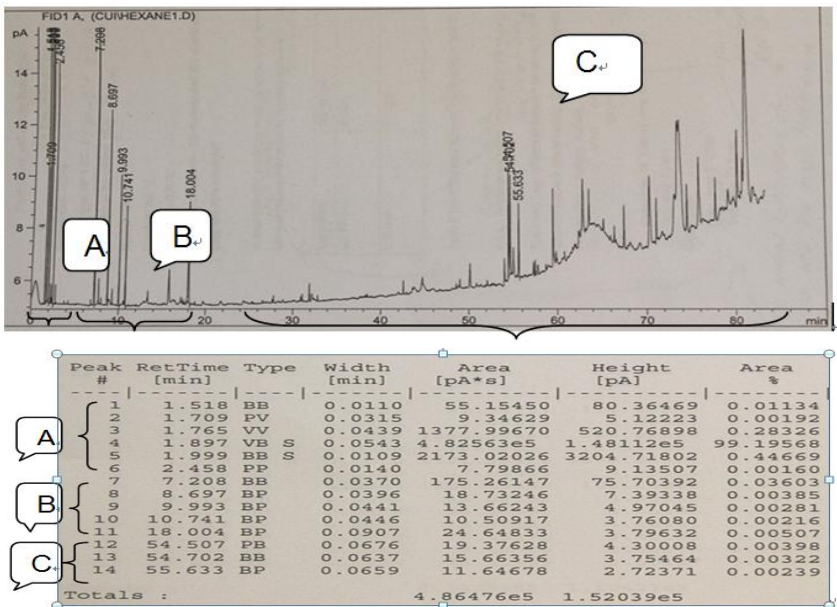 FID1 A, (CUI\HEXANE1.D)
pA
2.458
7.208
8.697
1.709
9.993
10.741
18.004
54.507
54.702
55.633
14
12
10
8
6
A
B
C
0 10 20 30 40 50 60 70 80 min
Peak RetTime Type Width Area Height Area
# [min] [min] [pA*s] [pA] %
1 1.518 BB 0.0110 55.15450 80.36469 0.01134
2 1.709 PV 0.0315 9.34629 5.12223 0.00192
3 1.765 VV 0.0439 1377.99670 520.76898 0.28326
4 1.897 VB S 0.0543 4.82563e5 1.48112e5 99.19568
5 1.999 BB S 0.0109 2173.02026 3204.71802 0.44669
6 2.458 PP 0.0140 7.79866 9.13507 0.00160
7 7.208 BB 0.0370 175.26147 75.70392 0.03603
8 8.697 BP 0.0396 18.73246 7.39338 0.00385
9 9.993 BP 0.0441 13.66243 4.97045 0.00281
10 10.741 BP 0.0446 10.50917 3.76080 0.00216
11 18.004 BP 0.0907 24.64833 3.79632 0.00507
12 54.507 PB 0.0676 19.37628 4.30008 0.00398
13 54.702 BB 0.0637 15.66356 3.75464 0.00322
14 55.633 BP 0.0659 11.64678 2.72371 0.00239
A
B
C
Totals : 4.86476e5 1.52039e5